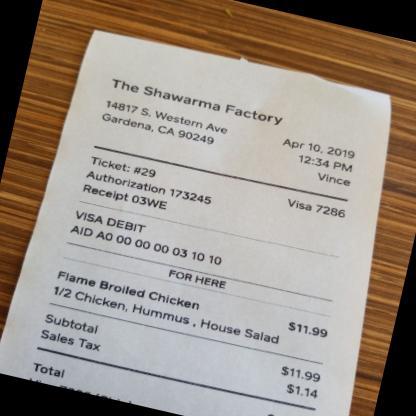 The Shawarma Factory
14817 S. Western Ave
Gardena, CA 90249
Apr 10, 2019
12:34 PM
Vince
Ticket: #29
Authorization 173245
Visa 7286
Receipt 03WE
VISA DEBIT
AID A0 00 00 00 03 10 10
FOR HERE
Flame Broiled Chicken $11.99
1/2 Chicken, Hummus , House Salad
Subtotal $11.99
Sales Tax $1.14
Total